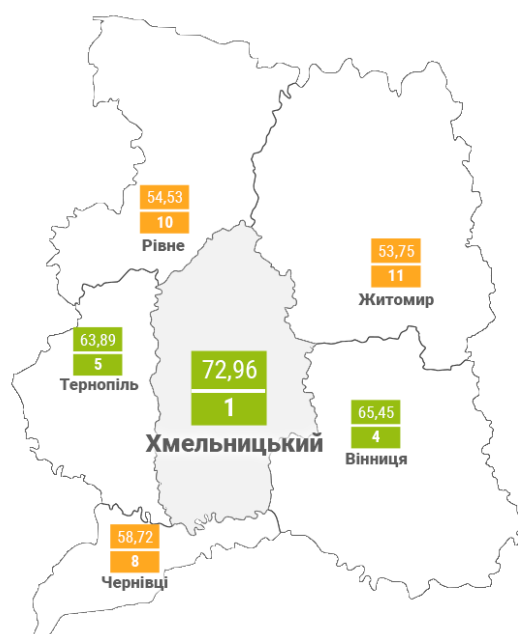 54,53
10
Рівне
53,75
11
Житомир
63,89
5
Тернопіль
72,96
1
Хмельницький
65,45
4
Вінниця
58,72
8
Чернівці